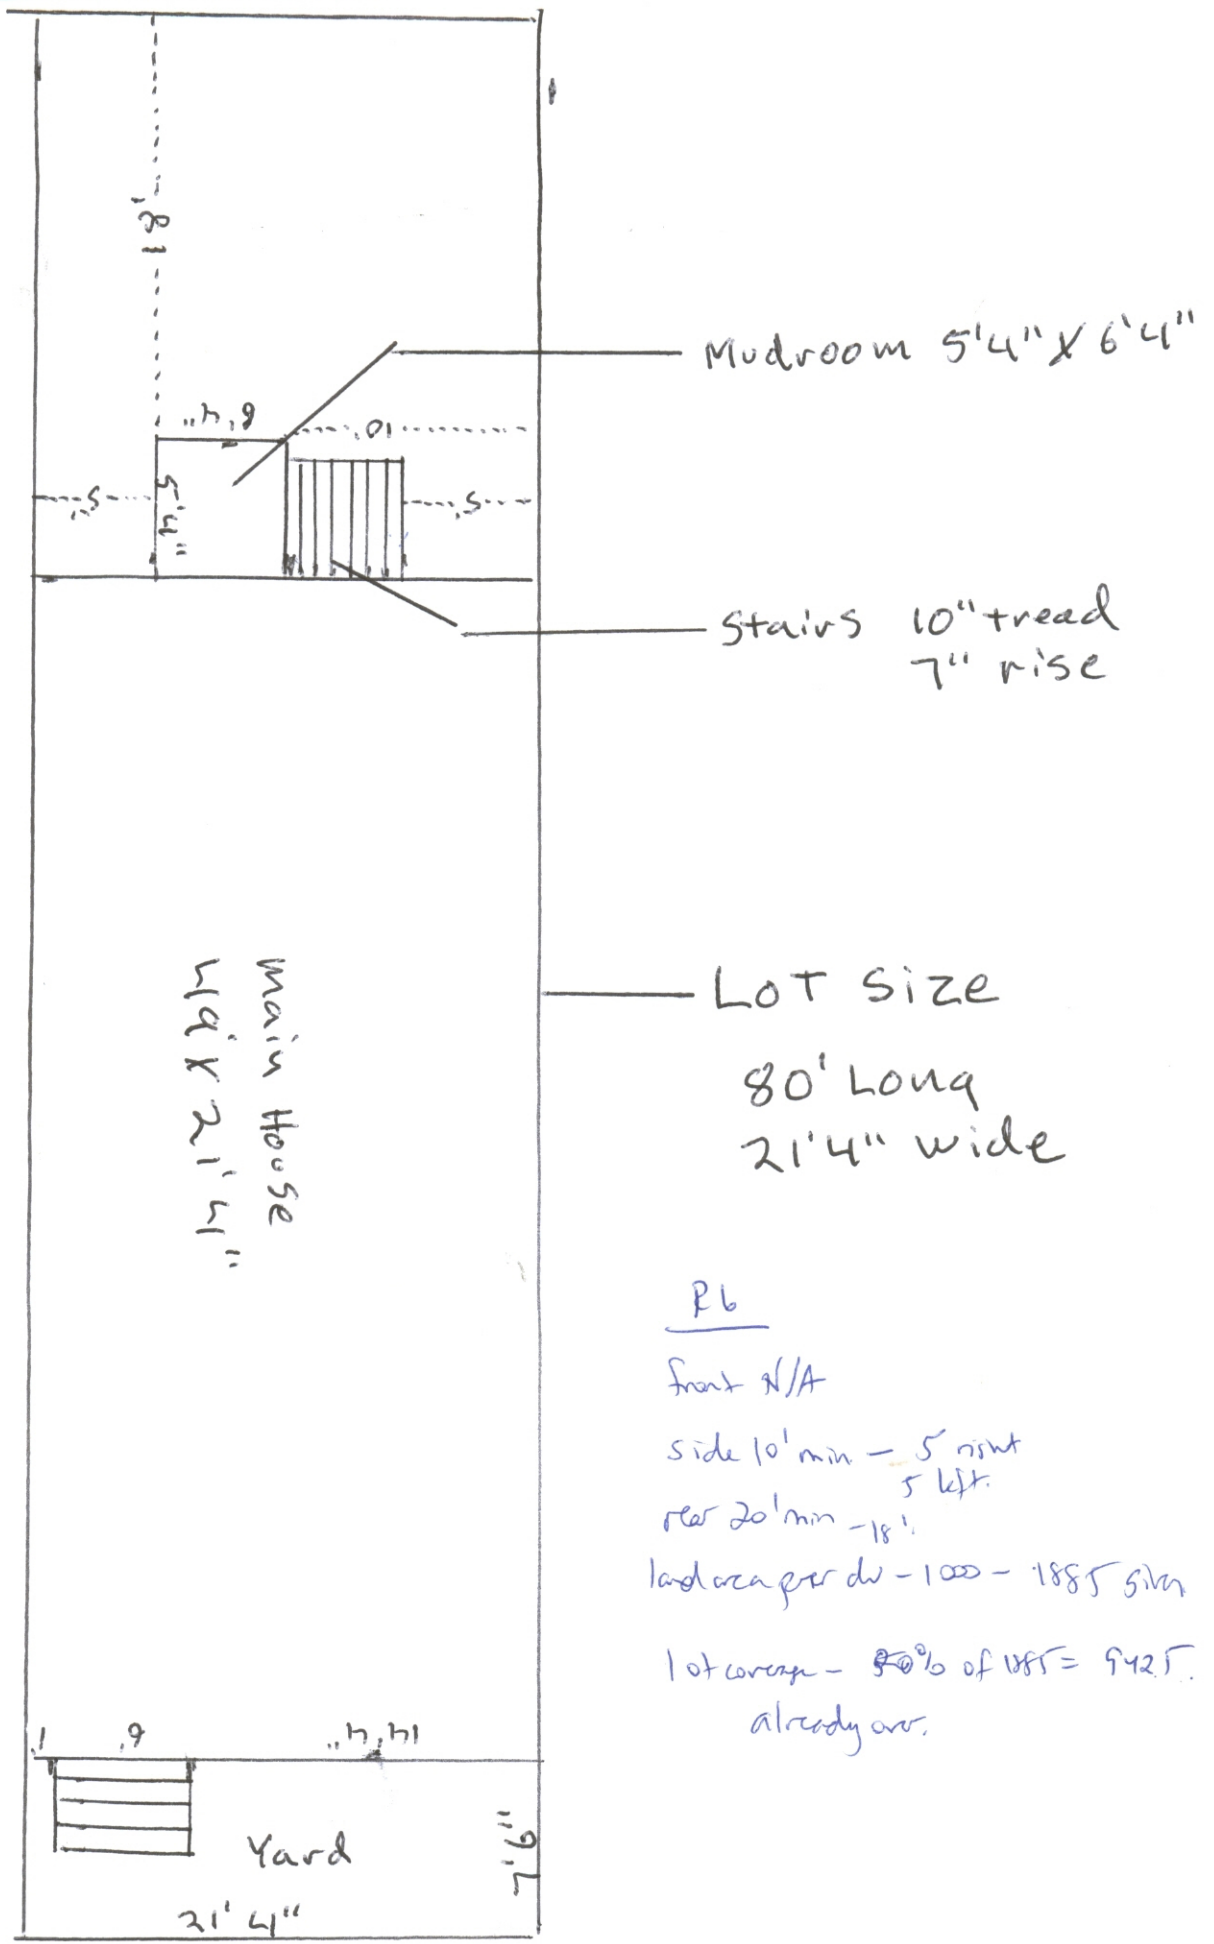 18'
Mudroom 5'4" X 6'4"
6'4"
10'
5'
5'4"
5'
Stairs 10" tread
7" rise
Main House
49' X 21'4"
LOT Size
80' Long
21'4" wide
R6
front N/A
side 10' min - 5 right
5 left.
rear 20' min - 18'
land area per du - 1000 - 1885
lot coverage - 50% of 1885 = 942.5
already over.
1'
6'
14'4"
Yard
7'6"
21'4"